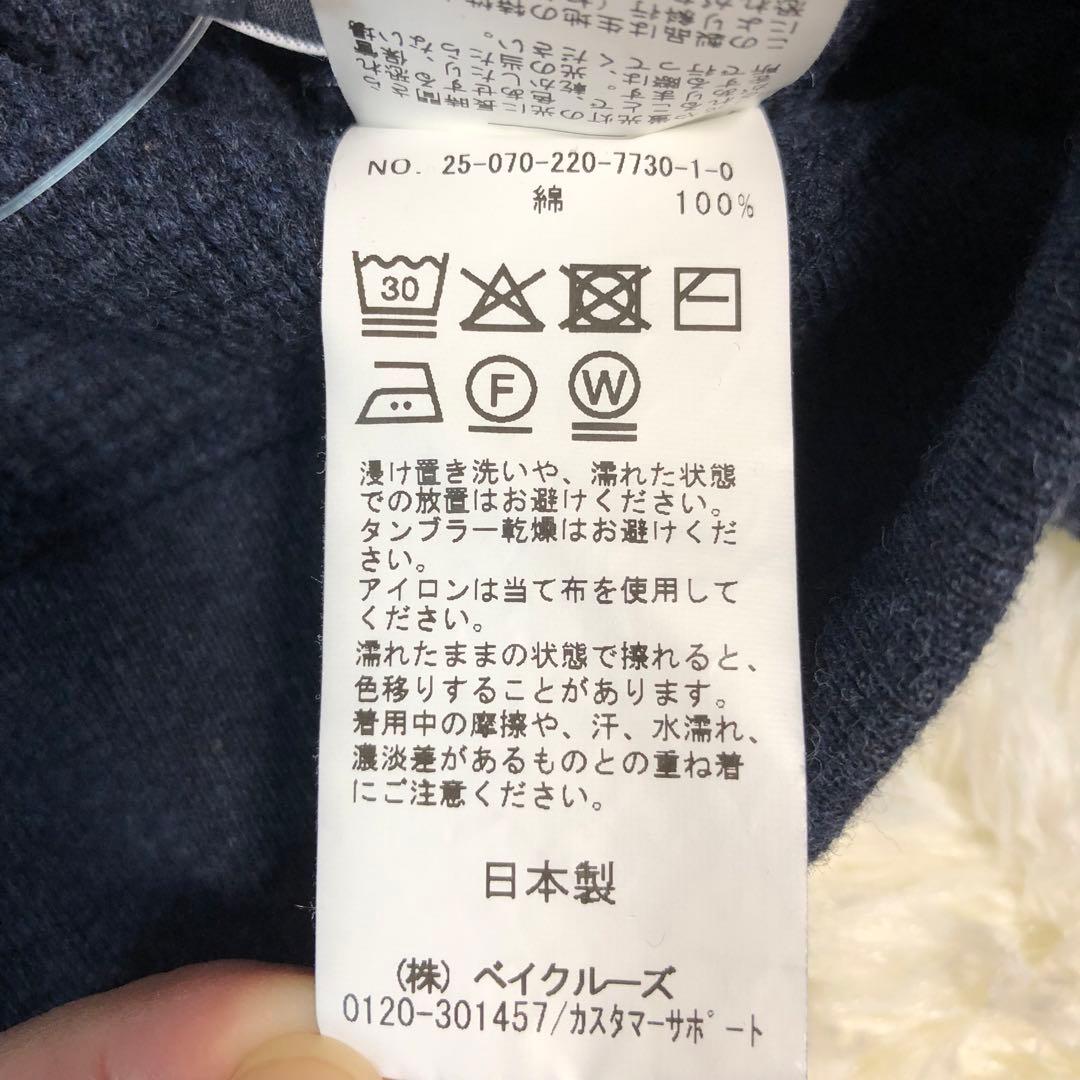 NO. 25-070-220-7730-1-0
綿 100%
30
F W
浸け置き洗いや、濡れた状態
での放置はお避けください。
タンブラー乾燥はお避けくだ
さい。
アイロンは当て布を使用して
ください。
濡れたままの状態で擦れると、
色移りすることがあります。
着用中の摩擦や、汗、水濡れ、
濃淡差があるものとの重ね着
にご注意ください。
日本製
(株) ベイクルーズ
0120-301457/カスタマーサポート